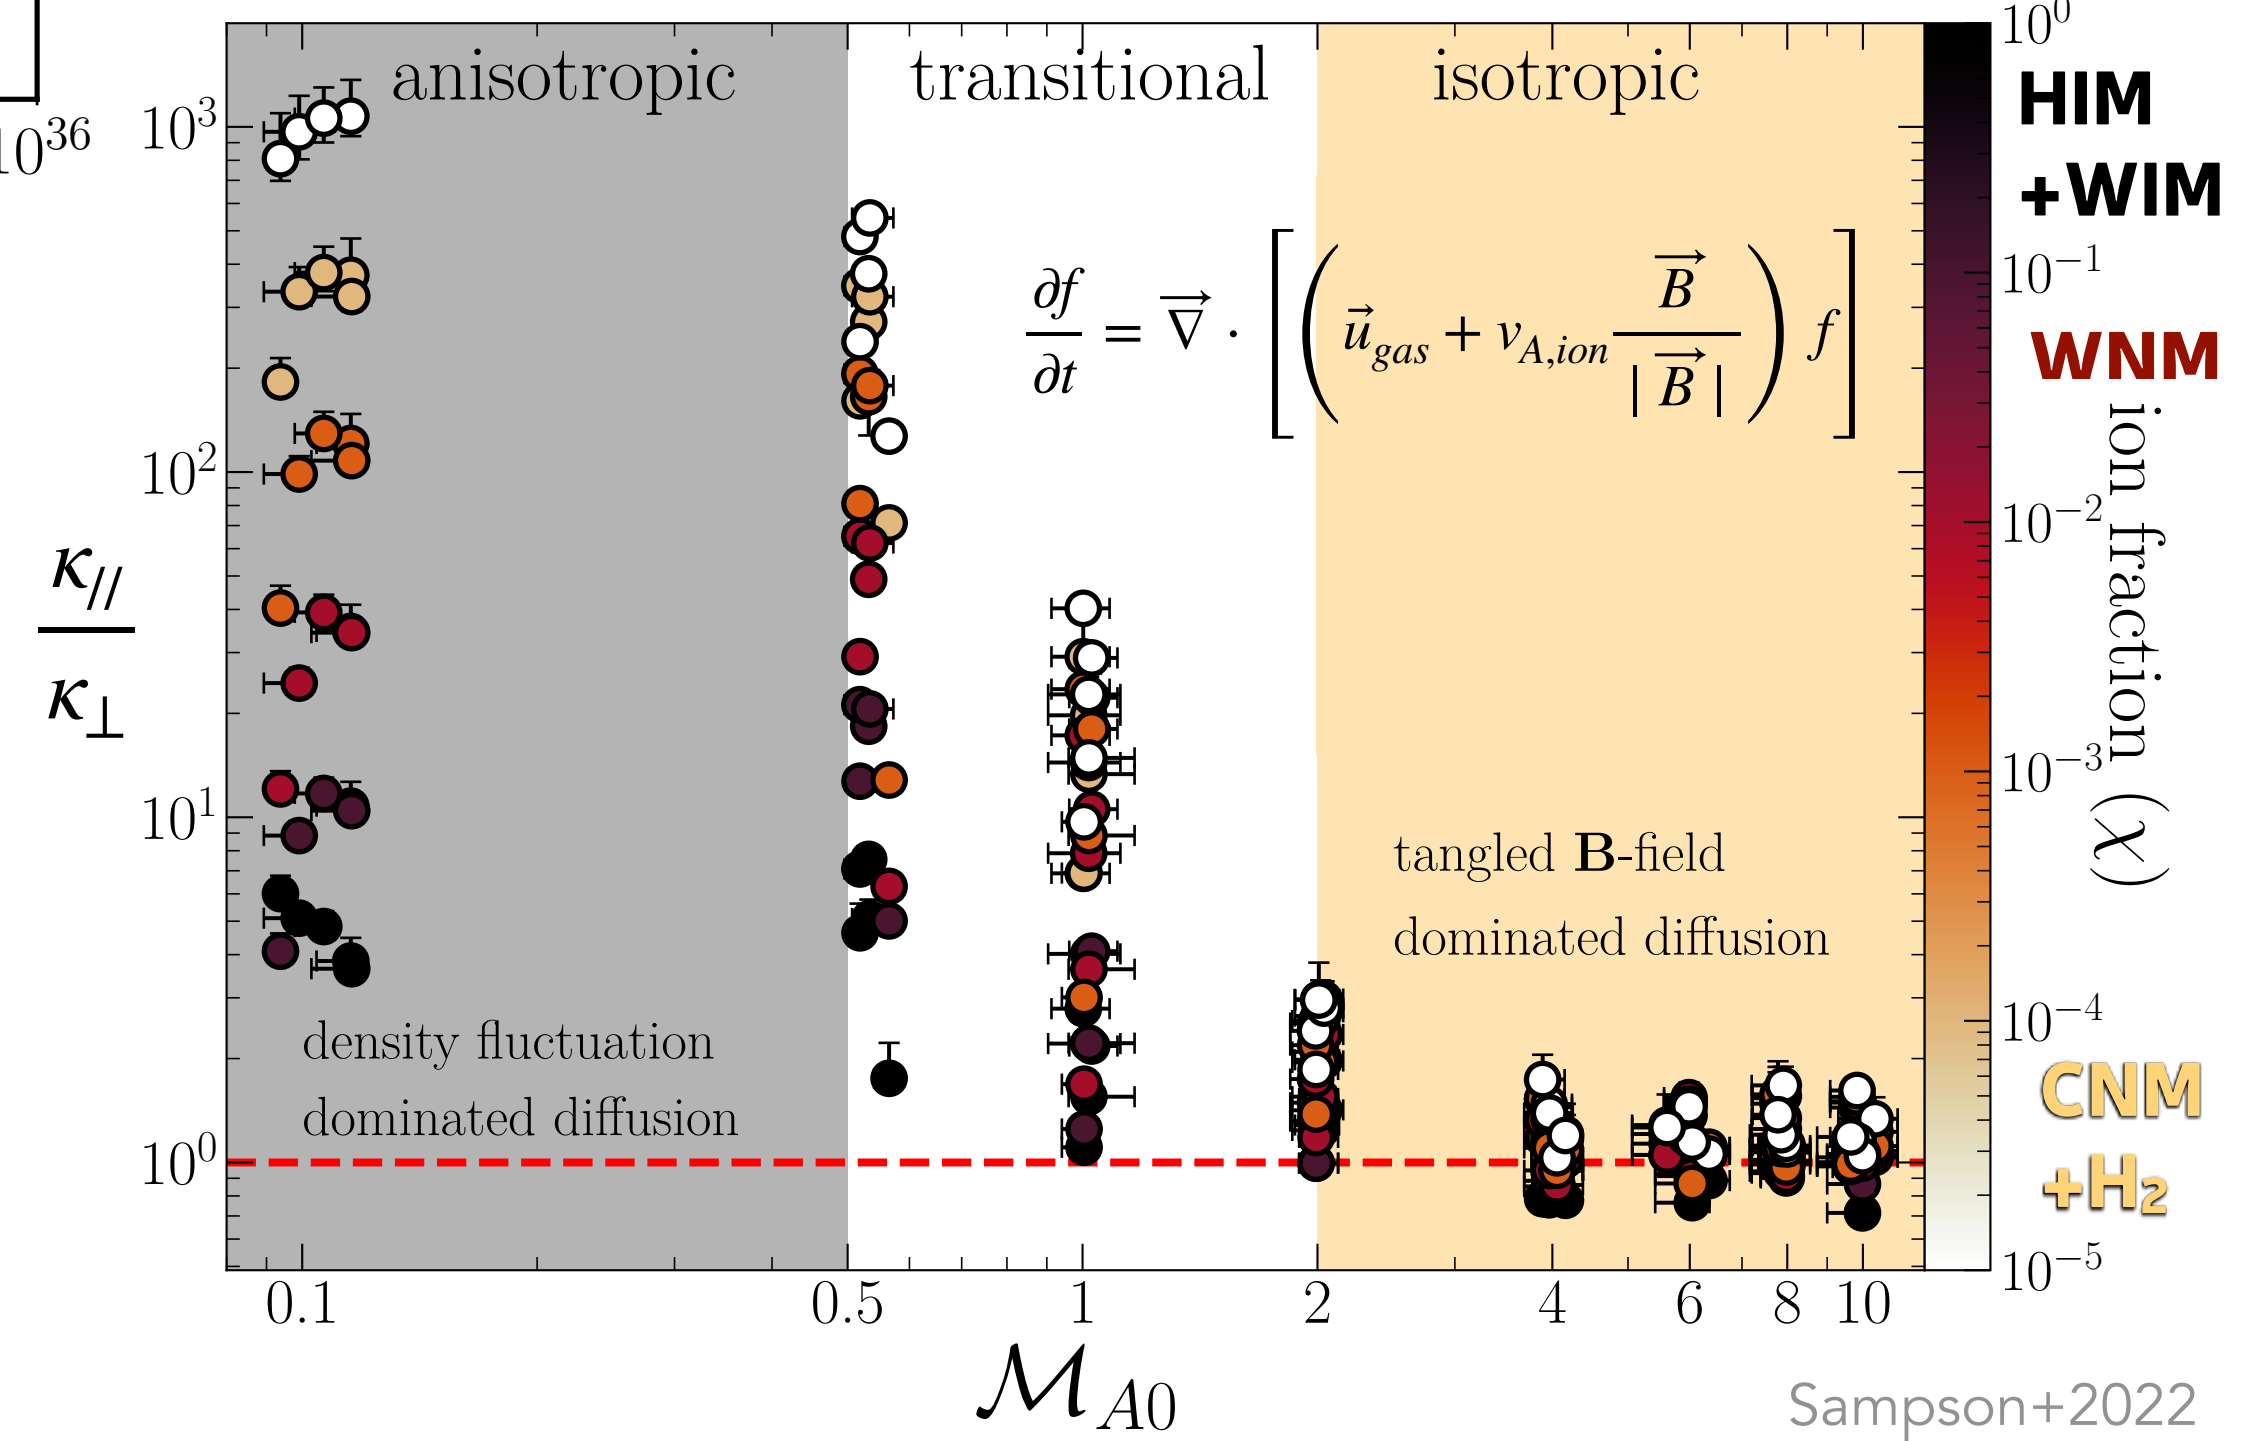 anisotropic transitional isotropic
10^36
10^3
10^2
10^1
10^0
κ_// / κ_⊥
∂f/∂t = ∇⃗ · [ ( u⃗_gas + v_A,ion B⃗ / | B⃗ | ) f ]
tangled B-field
dominated diffusion
density fluctuation
dominated diffusion
0.1 0.5 1 2 4 6 8 10
ℳ_A0
10^0
10^−1
10^−2
10^−3
10^−4
10^−5
ion fraction (χ)
HIM
+WIM
WNM
CNM
+H₂
Sampson+2022